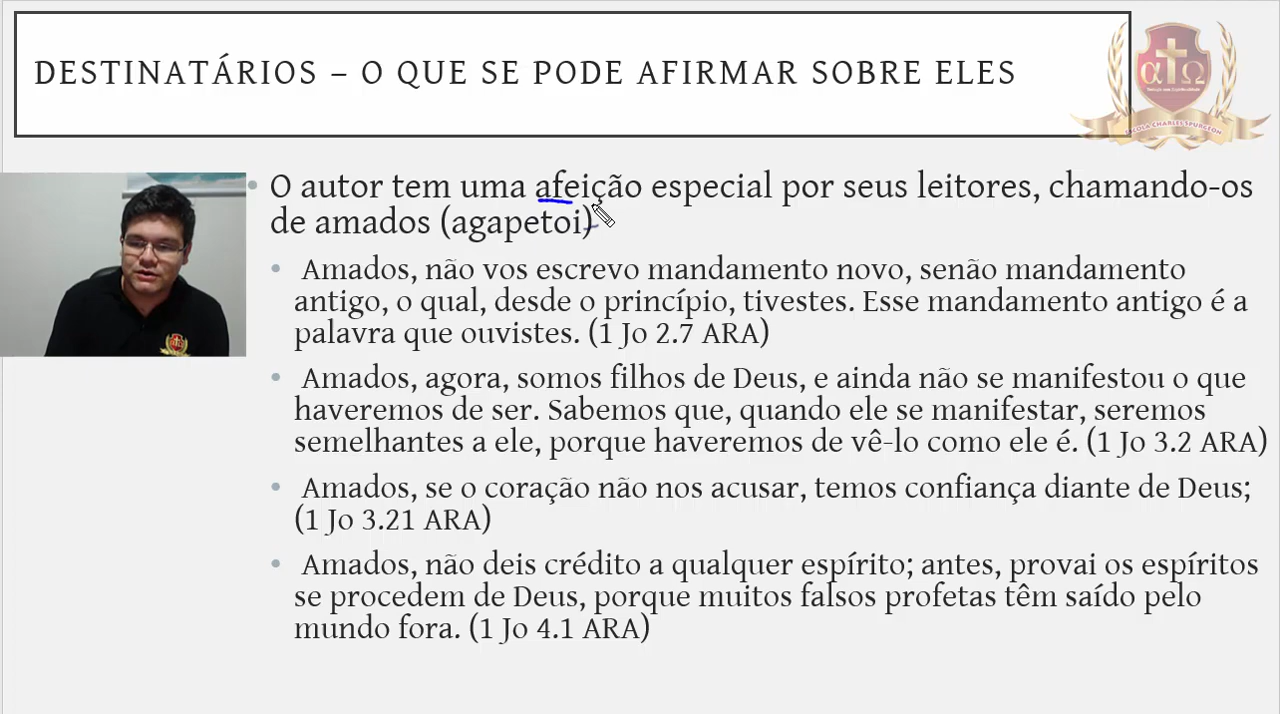 DESTINATÁRIOS – O QUE SE PODE AFIRMAR SOBRE ELES
α Ω
ESCOLA CHARLES SPURGEON
O autor tem uma afeição especial por seus leitores, chamando-os
de amados (agapetoi)
Amados, não vos escrevo mandamento novo, senão mandamento
antigo, o qual, desde o princípio, tivestes. Esse mandamento antigo é a
palavra que ouvistes. (1 Jo 2.7 ARA)
Amados, agora, somos filhos de Deus, e ainda não se manifestou o que
haveremos de ser. Sabemos que, quando ele se manifestar, seremos
semelhantes a ele, porque haveremos de vê-lo como ele é. (1 Jo 3.2 ARA)
Amados, se o coração não nos acusar, temos confiança diante de Deus;
(1 Jo 3.21 ARA)
Amados, não deis crédito a qualquer espírito; antes, provai os espíritos
se procedem de Deus, porque muitos falsos profetas têm saído pelo
mundo fora. (1 Jo 4.1 ARA)